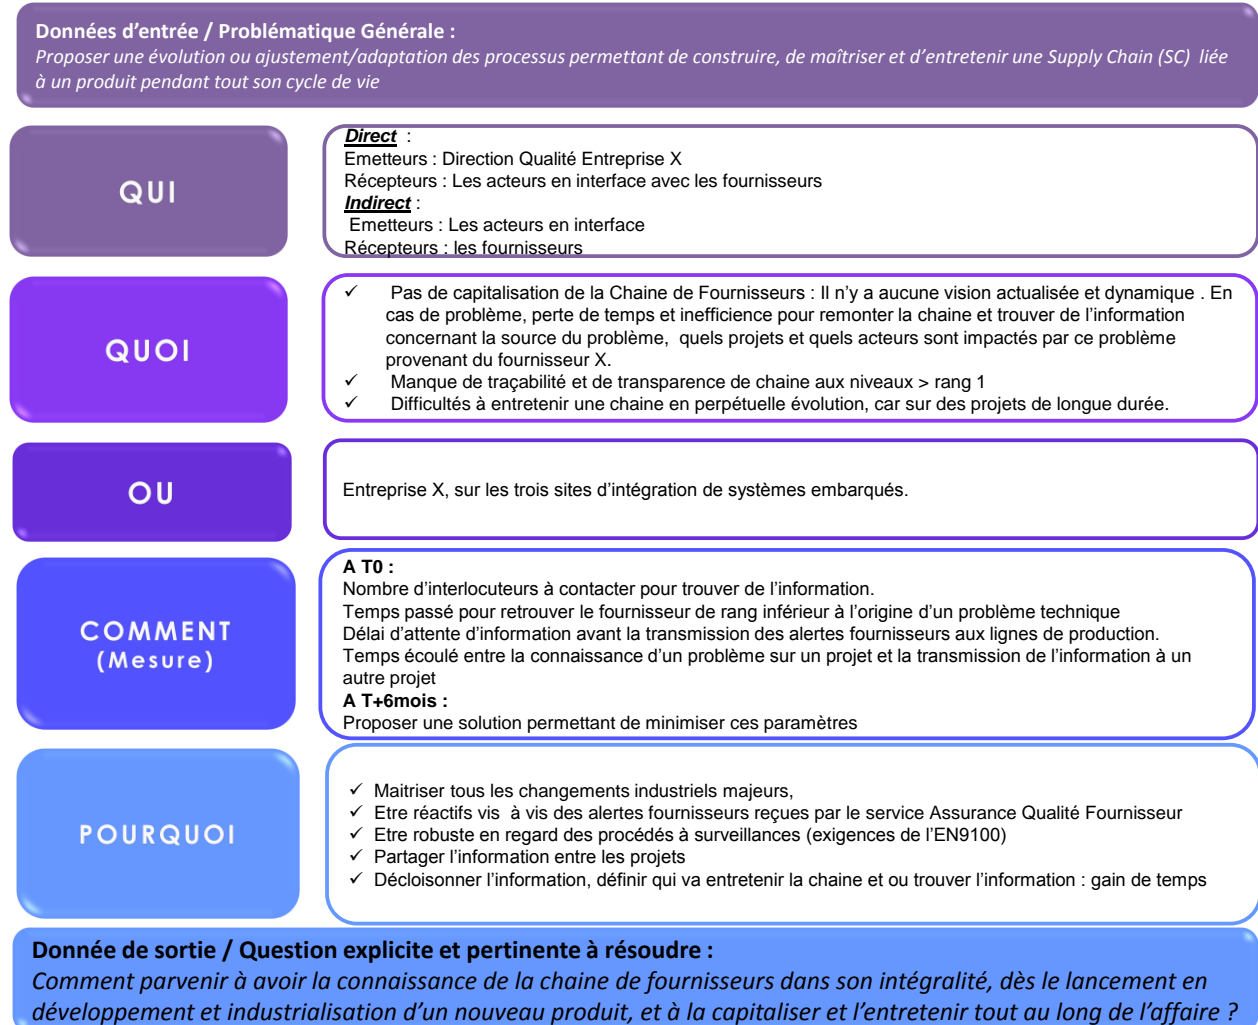 Données d’entrée / Problématique Générale :
Proposer une évolution ou ajustement/adaptation des processus permettant de construire, de maîtriser et d’entretenir une Supply Chain (SC) liée
à un produit pendant tout son cycle de vie
QUI
Direct :
Emetteurs : Direction Qualité Entreprise X
Récepteurs : Les acteurs en interface avec les fournisseurs
Indirect :
Emetteurs : Les acteurs en interface
Récepteurs : les fournisseurs
QUOI
✓ Pas de capitalisation de la Chaine de Fournisseurs : Il n’y a aucune vision actualisée et dynamique . En
cas de problème, perte de temps et inefficience pour remonter la chaine et trouver de l’information
concernant la source du problème, quels projets et quels acteurs sont impactés par ce problème
provenant du fournisseur X.
✓ Manque de traçabilité et de transparence de chaine aux niveaux > rang 1
✓ Difficultés à entretenir une chaine en perpétuelle évolution, car sur des projets de longue durée.
OU
Entreprise X, sur les trois sites d’intégration de systèmes embarqués.
COMMENT
(Mesure)
A T0 :
Nombre d’interlocuteurs à contacter pour trouver de l’information.
Temps passé pour retrouver le fournisseur de rang inférieur à l’origine d’un problème technique
Délai d’attente d’information avant la transmission des alertes fournisseurs aux lignes de production.
Temps écoulé entre la connaissance d’un problème sur un projet et la transmission de l’information à un
autre projet
A T+6mois :
Proposer une solution permettant de minimiser ces paramètres
POURQUOI
✓ Maitriser tous les changements industriels majeurs,
✓ Etre réactifs vis à vis des alertes fournisseurs reçues par le service Assurance Qualité Fournisseur
✓ Etre robuste en regard des procédés à surveillances (exigences de l’EN9100)
✓ Partager l’information entre les projets
✓ Décloisonner l’information, définir qui va entretenir la chaine et ou trouver l’information : gain de temps
Donnée de sortie / Question explicite et pertinente à résoudre :
Comment parvenir à avoir la connaissance de la chaine de fournisseurs dans son intégralité, dès le lancement en
développement et industrialisation d’un nouveau produit, et à la capitaliser et l’entretenir tout au long de l’affaire ?